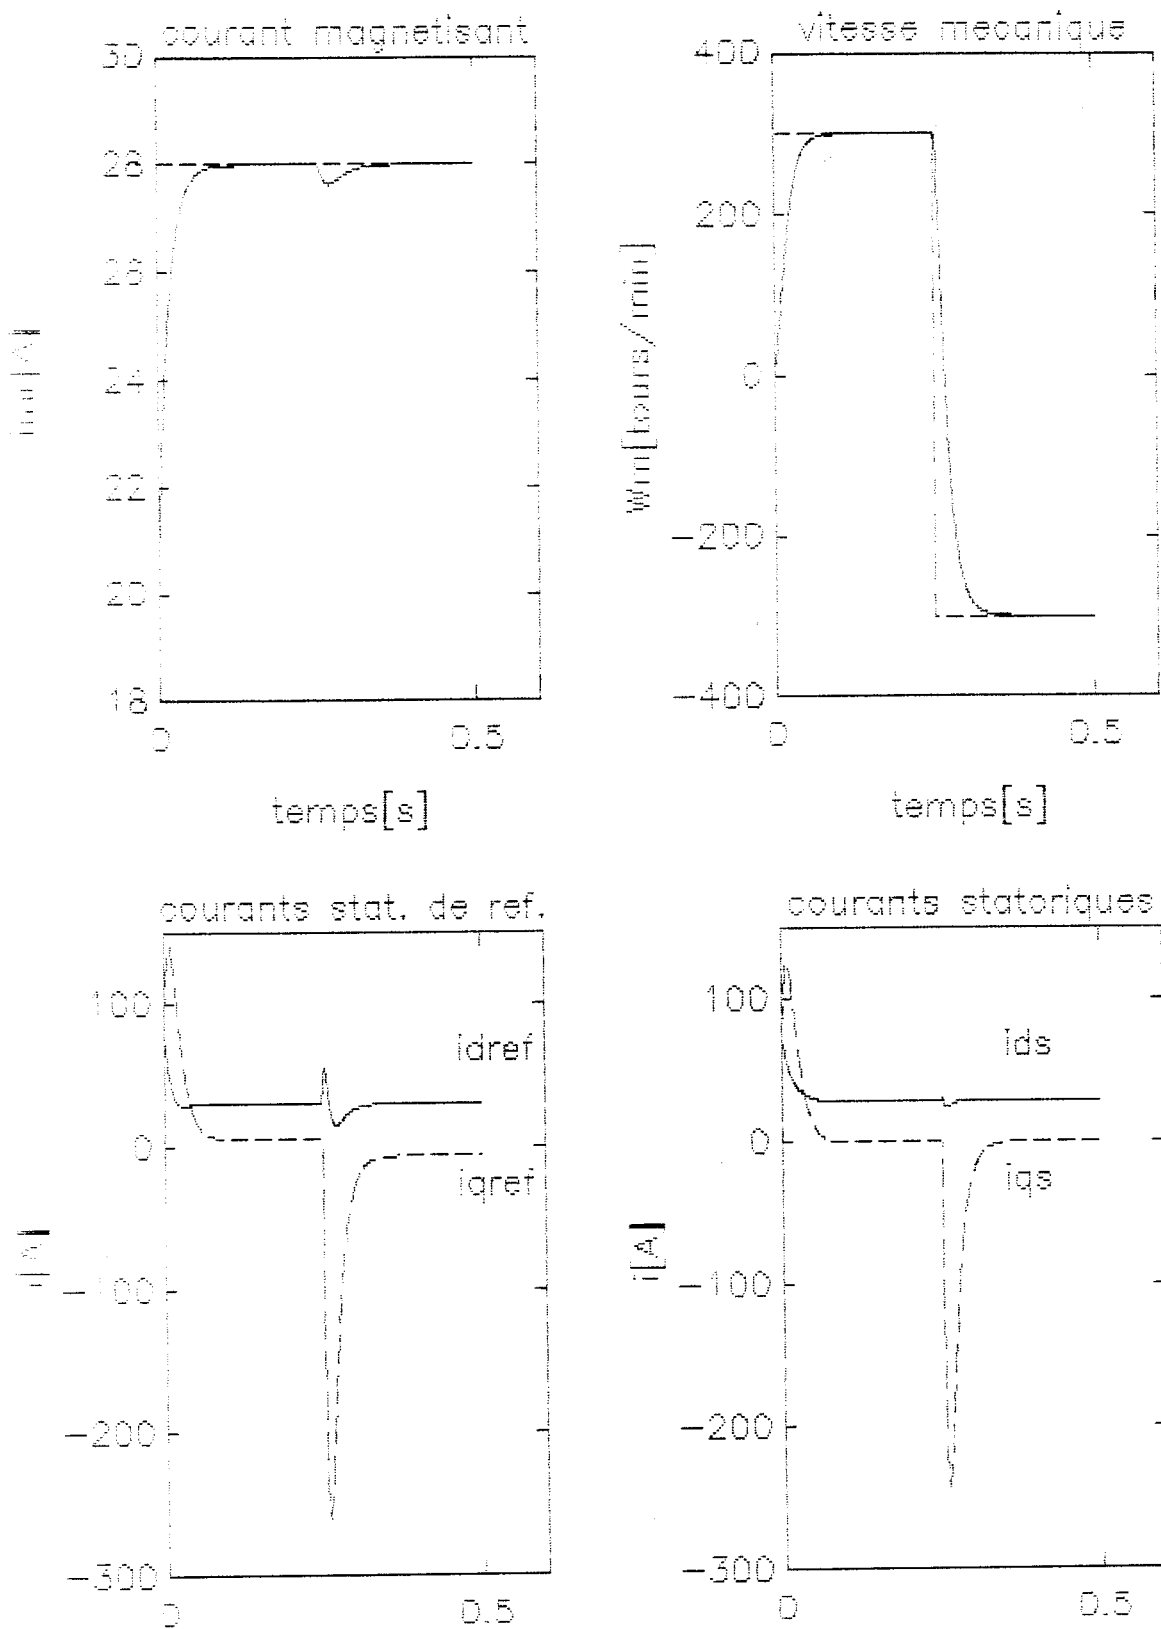 courant magnetisant
30
28
26
24
22
20
18
imr[A]
0
0.5
temps[s]
vitesse mecanique
400
200
0
-200
-400
Wm[tours/min]
0
0.5
temps[s]
courants stat. de ref.
100
0
-100
-200
-300
i[A]
idref
iqref
0
0.5
courants statoriques
100
0
-100
-200
-300
i[A]
ids
iqs
0
0.5